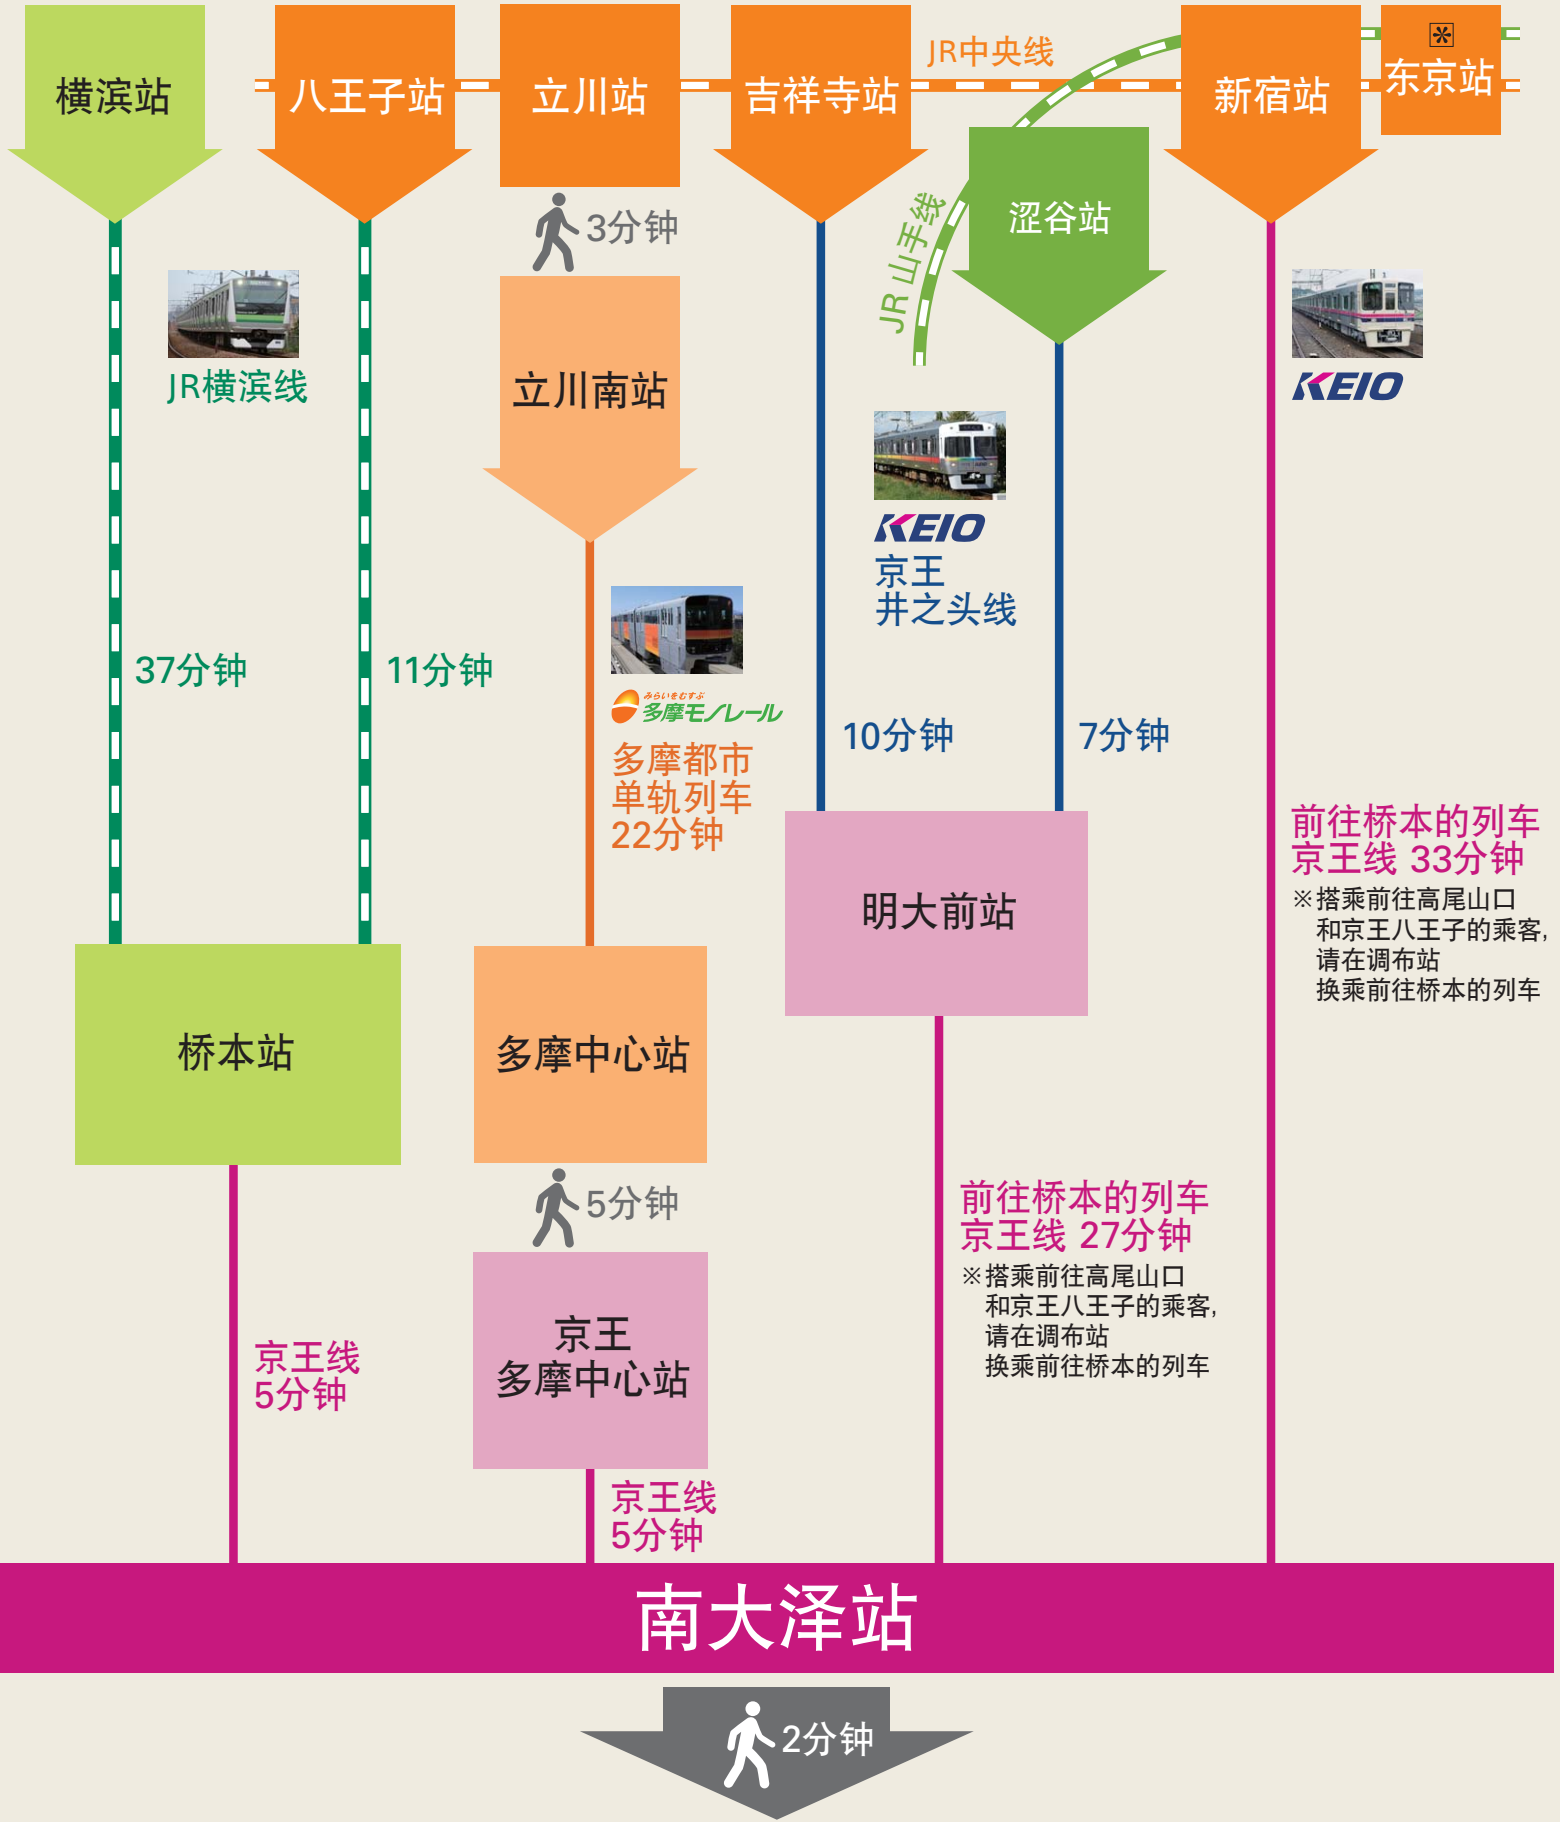 横滨站
八王子站
立川站
吉祥寺站
JR中央线
新宿站
※
东京站
3分钟
JR 山手线
涩谷站
JR横滨线
立川南站
KEIO
KEIO
京王
井之头线
37分钟
11分钟
みらいをむすぶ
多摩モノレール
多摩都市
单轨列车
22分钟
10分钟
7分钟
前往桥本的列车
京王线 33分钟
※搭乘前往高尾山口
和京王八王子的乘客,
请在调布站
换乘前往桥本的列车
明大前站
桥本站
多摩中心站
5分钟
前往桥本的列车
京王线 27分钟
※搭乘前往高尾山口
和京王八王子的乘客,
请在调布站
换乘前往桥本的列车
京王
多摩中心站
京王线
5分钟
京王线
5分钟
南大泽站
2分钟